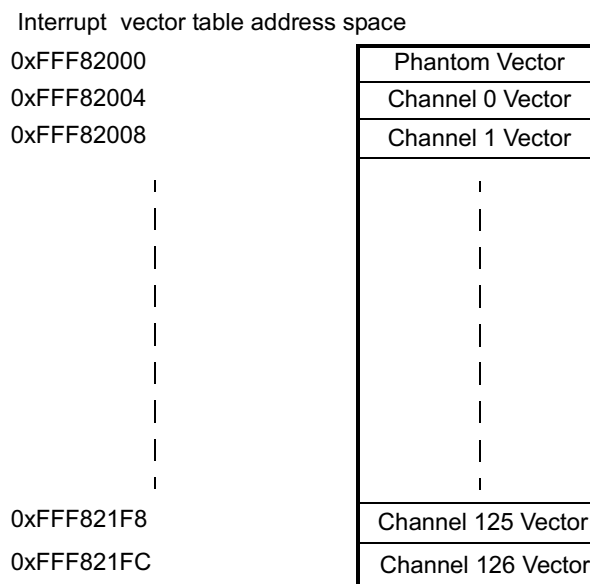 Interrupt vector table address space
0xFFF82000 Phantom Vector
0xFFF82004 Channel 0 Vector
0xFFF82008 Channel 1 Vector
0xFFF821F8 Channel 125 Vector
0xFFF821FC Channel 126 Vector